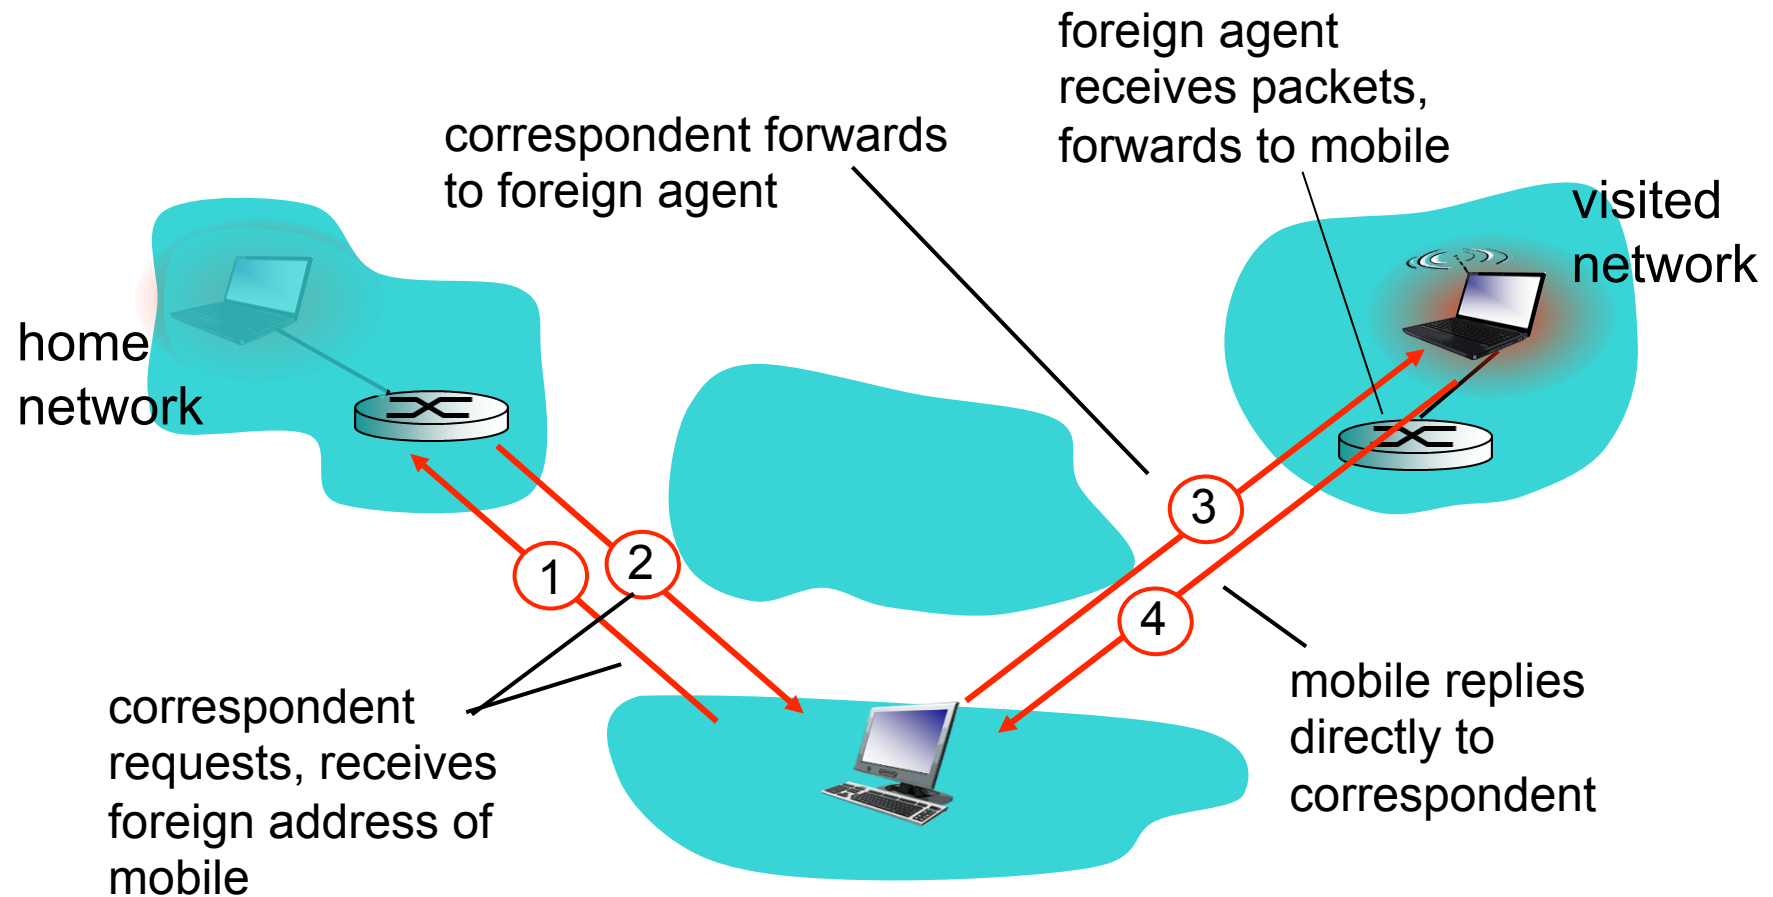 foreign agent
receives packets,
forwards to mobile
correspondent forwards
to foreign agent
visited
network
home
network
3
2
1
4
correspondent
requests, receives
foreign address of
mobile
mobile replies
directly to
correspondent